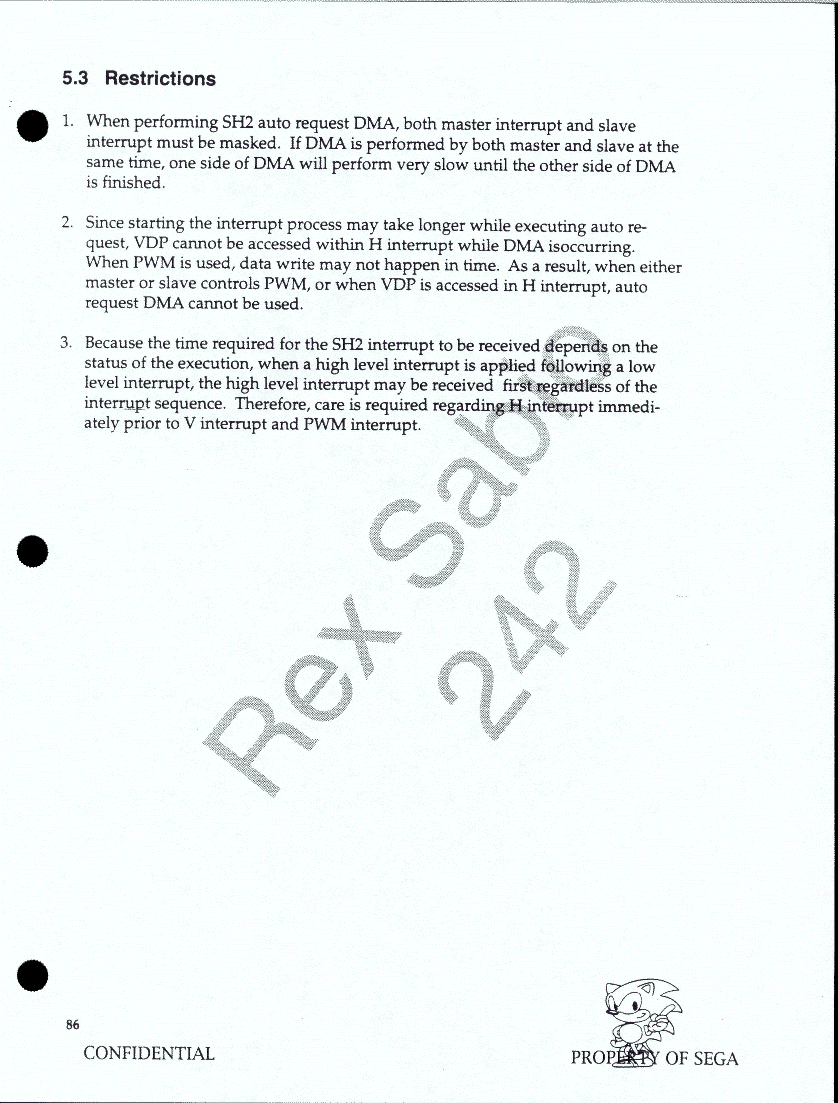 5.3 Restrictions
1. When performing SH2 auto request DMA, both master interrupt and slave
interrupt must be masked. If DMA is performed by both master and slave at the
same time, one side of DMA will perform very slow until the other side of DMA
is finished.
2. Since starting the interrupt process may take longer while executing auto re-
quest, VDP cannot be accessed within H interrupt while DMA isoccurring.
When PWM is used, data write may not happen in time. As a result, when either
master or slave controls PWM, or when VDP is accessed in H interrupt, auto
request DMA cannot be used.
3. Because the time required for the SH2 interrupt to be received depends on the
status of the execution, when a high level interrupt is applied following a low
level interrupt, the high level interrupt may be received first regardless of the
interrupt sequence. Therefore, care is required regarding H interrupt immedi-
ately prior to V interrupt and PWM interrupt.
Rex Sabio
242
86
CONFIDENTIAL
PROPERTY OF SEGA